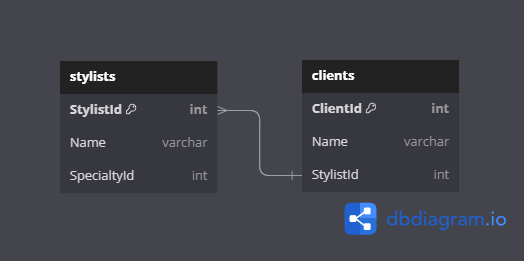 stylists
StylistId int
Name varchar
SpecialtyId int
clients
ClientId int
Name varchar
StylistId int
dbdiagram.io